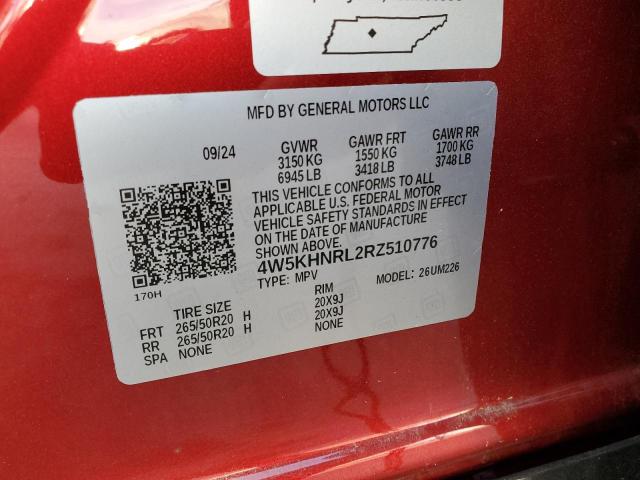 MFD BY GENERAL MOTORS LLC
09/24 GVWR GAWR FRT GAWR RR
3150 KG 1550 KG 1700 KG
6945 LB 3418 LB 3748 LB
THIS VEHICLE CONFORMS TO ALL
APPLICABLE U.S. FEDERAL MOTOR
VEHICLE SAFETY STANDARDS IN EFFECT
ON THE DATE OF MANUFACTURE
SHOWN ABOVE.
4W5KHNRL2RZ510776
TYPE: MPV MODEL: 26UM226
170H
TIRE SIZE RIM
FRT 265/50R20 H 20X9J
RR 265/50R20 H 20X9J
SPA NONE NONE